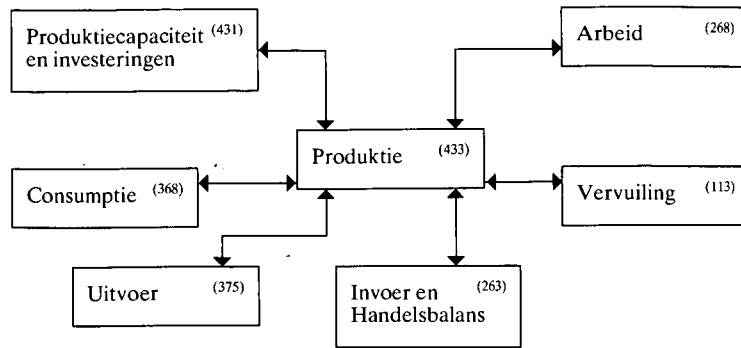 Produktiecapaciteit (431)
en investeringen
Arbeid (268)
Produktie (433)
Consumptie (368)
Vervuiling (113)
Uitvoer (375)
Invoer en (263)
Handelsbalans